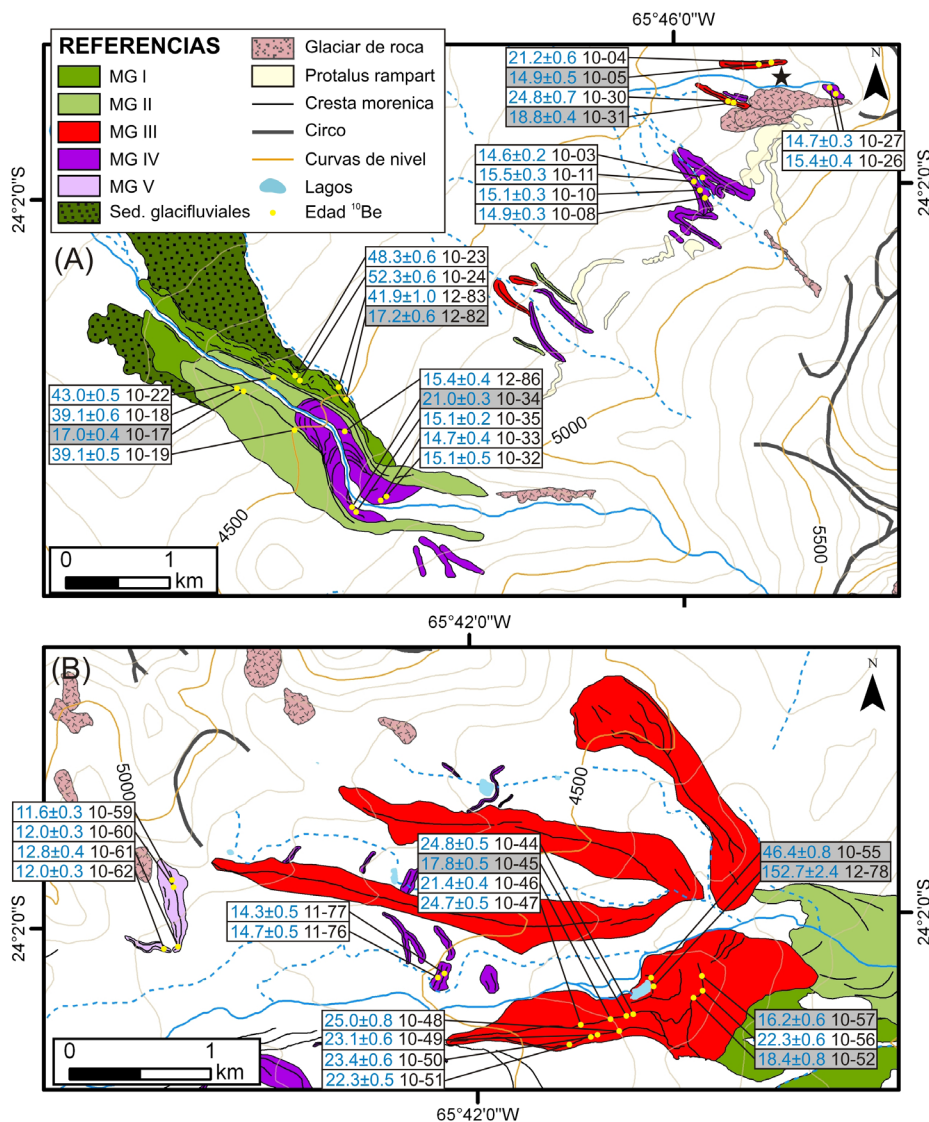 65°46'0"W
REFERENCIAS
MG I
MG II
MG III
MG IV
MG V
Sed. glacifluviales
Glaciar de roca
Protalus rampart
Cresta morenica
Circo
Curvas de nivel
Lagos
Edad ¹⁰Be
N
24°2'0"S
24°2'0"S
(A)
21.2±0.6 10-04
14.9±0.5 10-05
24.8±0.7 10-30
18.8±0.4 10-31
14.7±0.3 10-27
15.4±0.4 10-26
14.6±0.2 10-03
15.5±0.3 10-11
15.1±0.3 10-10
14.9±0.3 10-08
48.3±0.6 10-23
52.3±0.6 10-24
41.9±1.0 12-83
17.2±0.6 12-82
43.0±0.5 10-22
39.1±0.6 10-18
17.0±0.4 10-17
39.1±0.5 10-19
15.4±0.4 12-86
21.0±0.3 10-34
15.1±0.2 10-35
14.7±0.4 10-33
15.1±0.5 10-32
5000
4500
5500
0 1
km
65°42'0"W
(B)
N
5000
4500
11.6±0.3 10-59
12.0±0.3 10-60
12.8±0.4 10-61
12.0±0.3 10-62
24.8±0.5 10-44
17.8±0.5 10-45
21.4±0.4 10-46
24.7±0.5 10-47
46.4±0.8 10-55
152.7±2.4 12-78
14.3±0.5 11-77
14.7±0.5 11-76
24°2'0"S
24°2'0"S
25.0±0.8 10-48
23.1±0.6 10-49
23.4±0.6 10-50
22.3±0.5 10-51
16.2±0.6 10-57
22.3±0.6 10-56
18.4±0.8 10-52
0 1
km
65°42'0"W